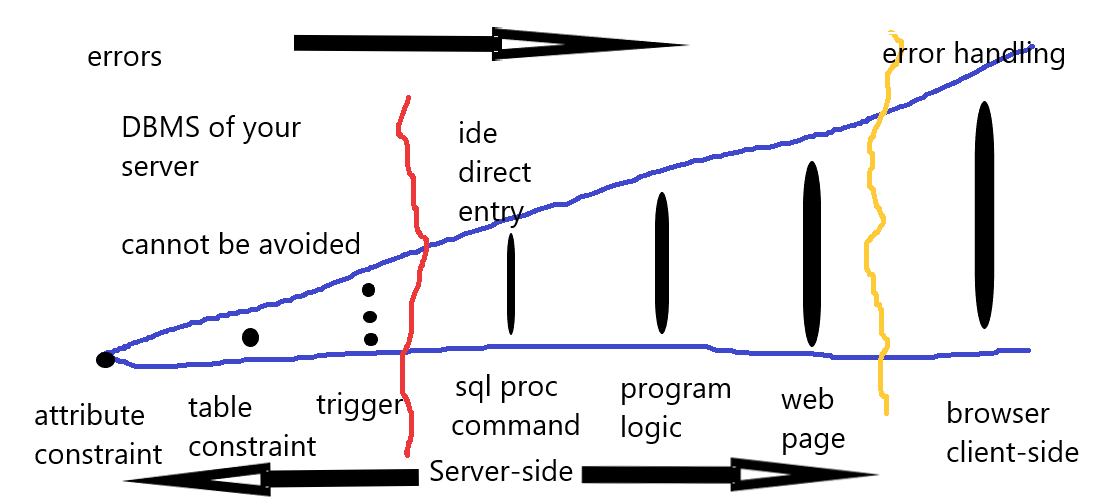 errors
error handling
DBMS of your
server
ide
direct
entry
cannot be avoided
attribute
constraint
table
constraint
trigger
sql proc
command
program
logic
web
page
browser
client-side
Server-side